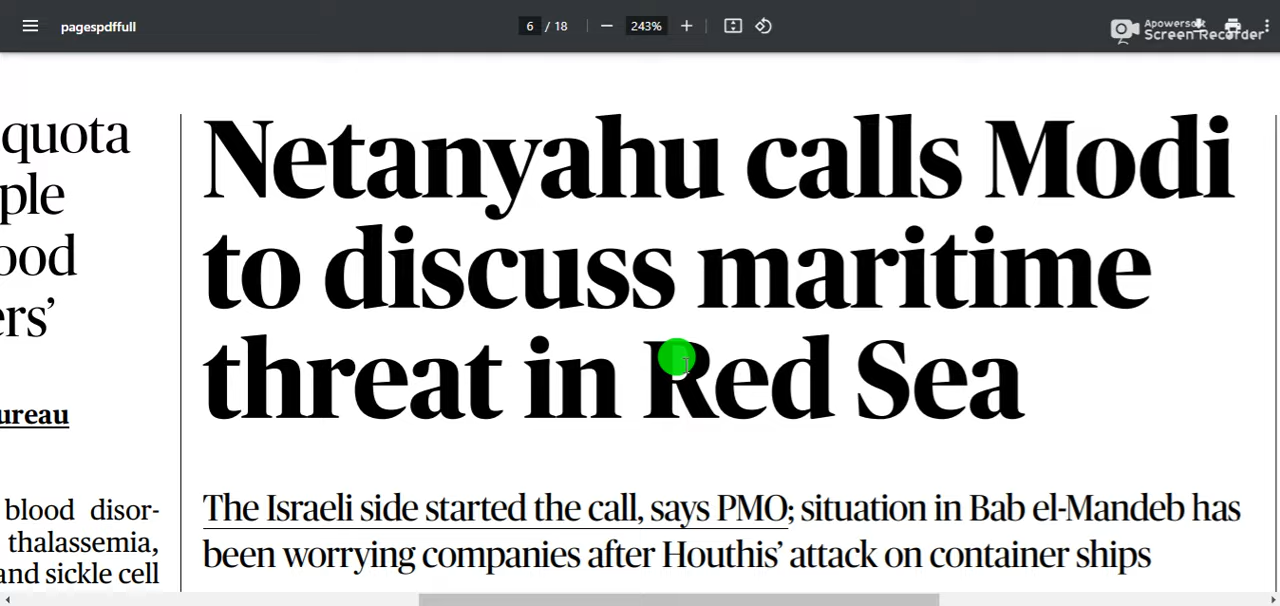 pagespdffull
6 / 18
243%
Apowersoft
Screen Recorder
quota
ple
ood
ers’
ureau
blood disor-
thalassemia,
and sickle cell
Netanyahu calls Modi
to discuss maritime
threat in Red Sea
The Israeli side started the call, says PMO; situation in Bab el-Mandeb has
been worrying companies after Houthis’ attack on container ships